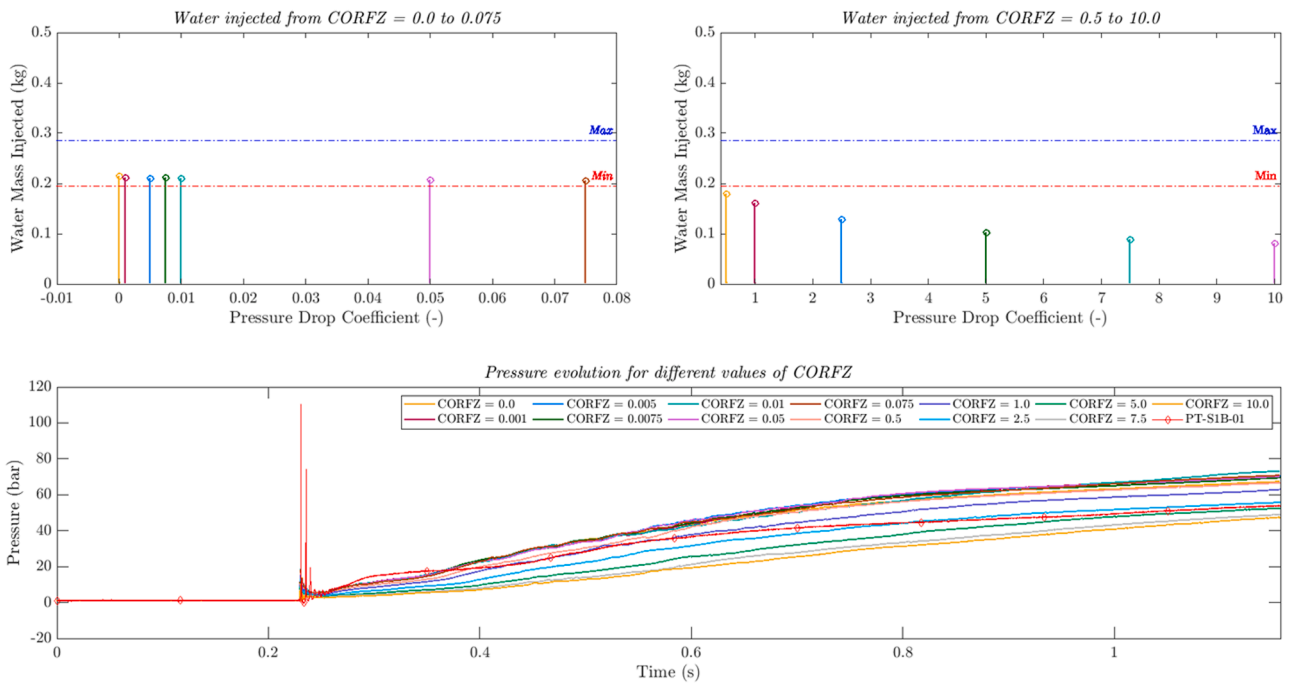 Water injected from CORFZ = 0.0 to 0.075
0.5
0.4
0.3
0.2
0.1
0
Water Mass Injected (kg)
Max
Min
-0.01 0 0.01 0.02 0.03 0.04 0.05 0.06 0.07 0.08
Pressure Drop Coefficient (-)
Water injected from CORFZ = 0.5 to 10.0
0.5
0.4
0.3
0.2
0.1
0
Water Mass Injected (kg)
Max
Min
1 2 3 4 5 6 7 8 9 10
Pressure Drop Coefficient (-)
Pressure evolution for different values of CORFZ
120
100
80
60
40
20
0
-20
Pressure (bar)
CORFZ = 0.0 CORFZ = 0.005 CORFZ = 0.01 CORFZ = 0.075 CORFZ = 1.0 CORFZ = 5.0 CORFZ = 10.0
CORFZ = 0.001 CORFZ = 0.0075 CORFZ = 0.05 CORFZ = 0.5 CORFZ = 2.5 CORFZ = 7.5 PT-S1B-01
0 0.2 0.4 0.6 0.8 1
Time (s)